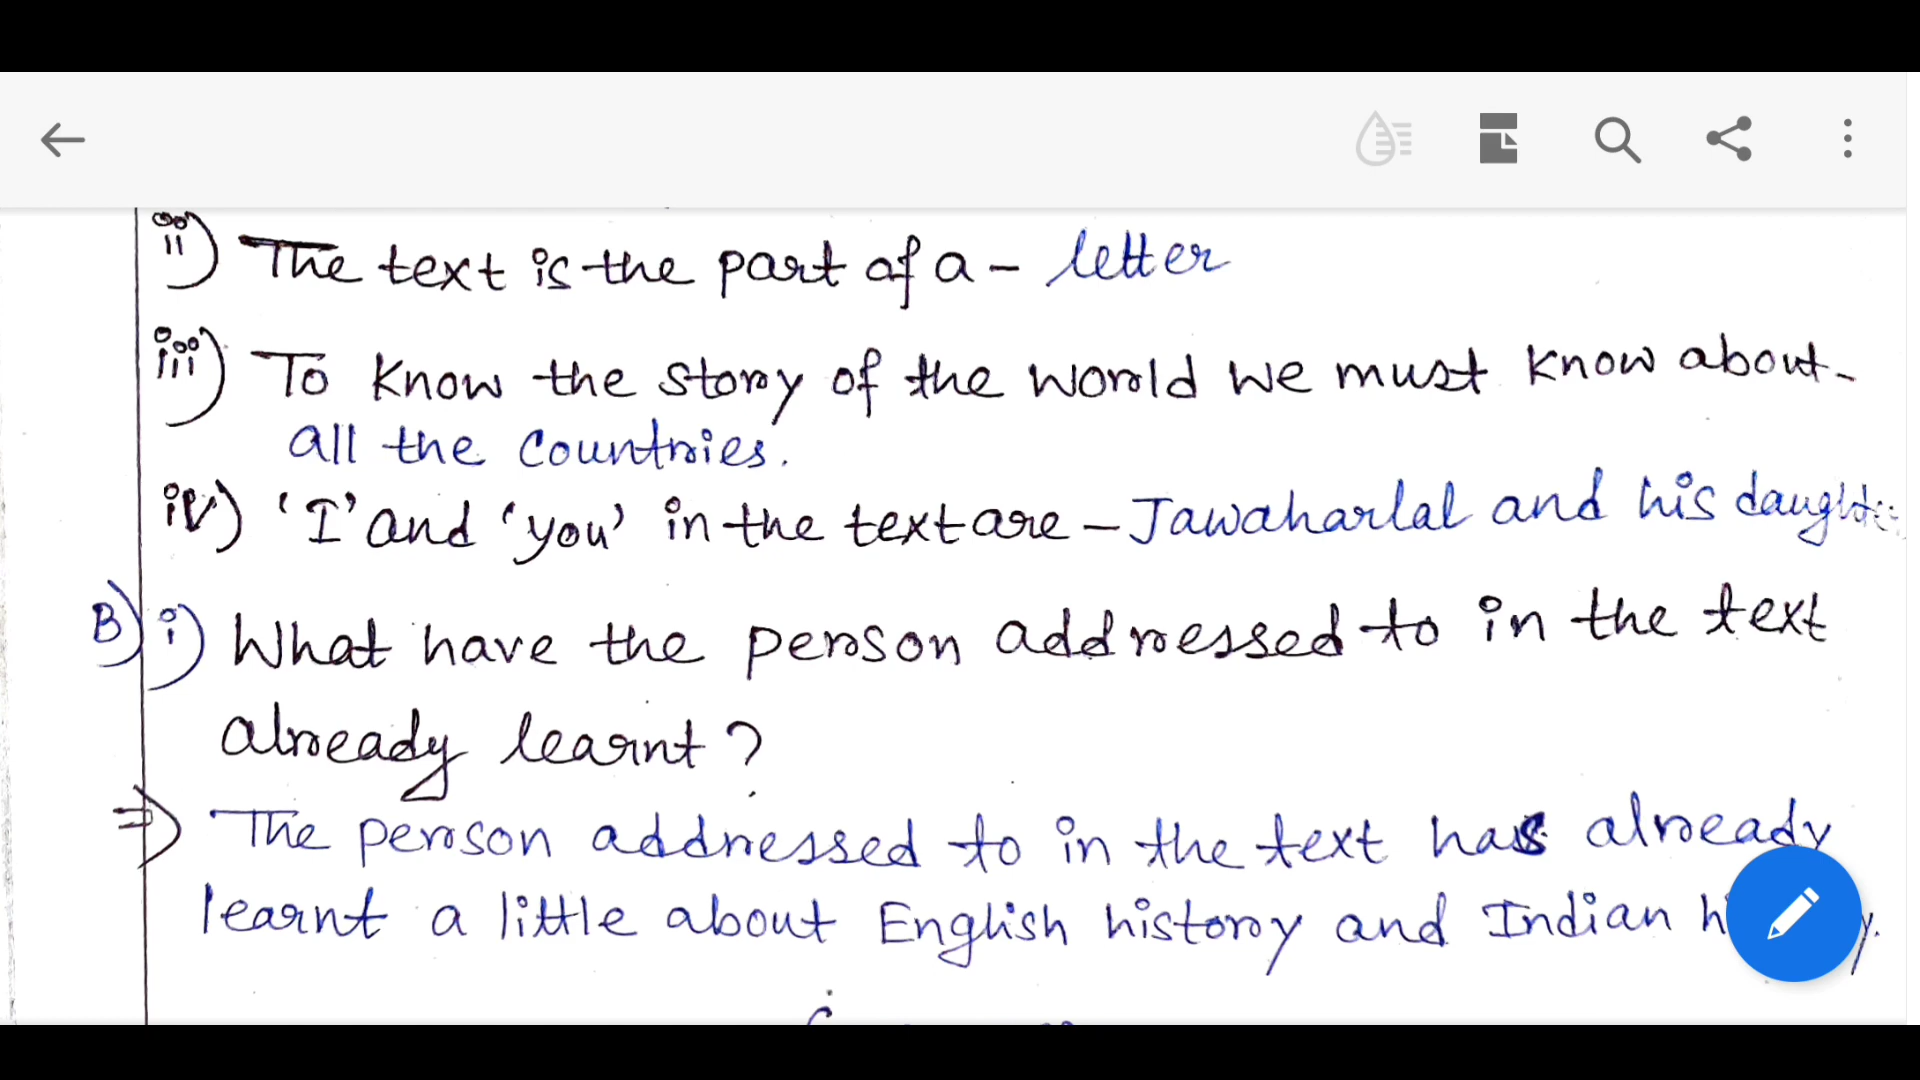 ii) The text is the part of a - letter
iii) To know the story of the world we must know about-
all the countries.
iv) 'I' and 'you' in the text are - Jawaharlal and his
B) i) What have the person addressed to in the text
already learnt ?
⇒ The person addressed to in the text has already
learnt a little about English history and Indian